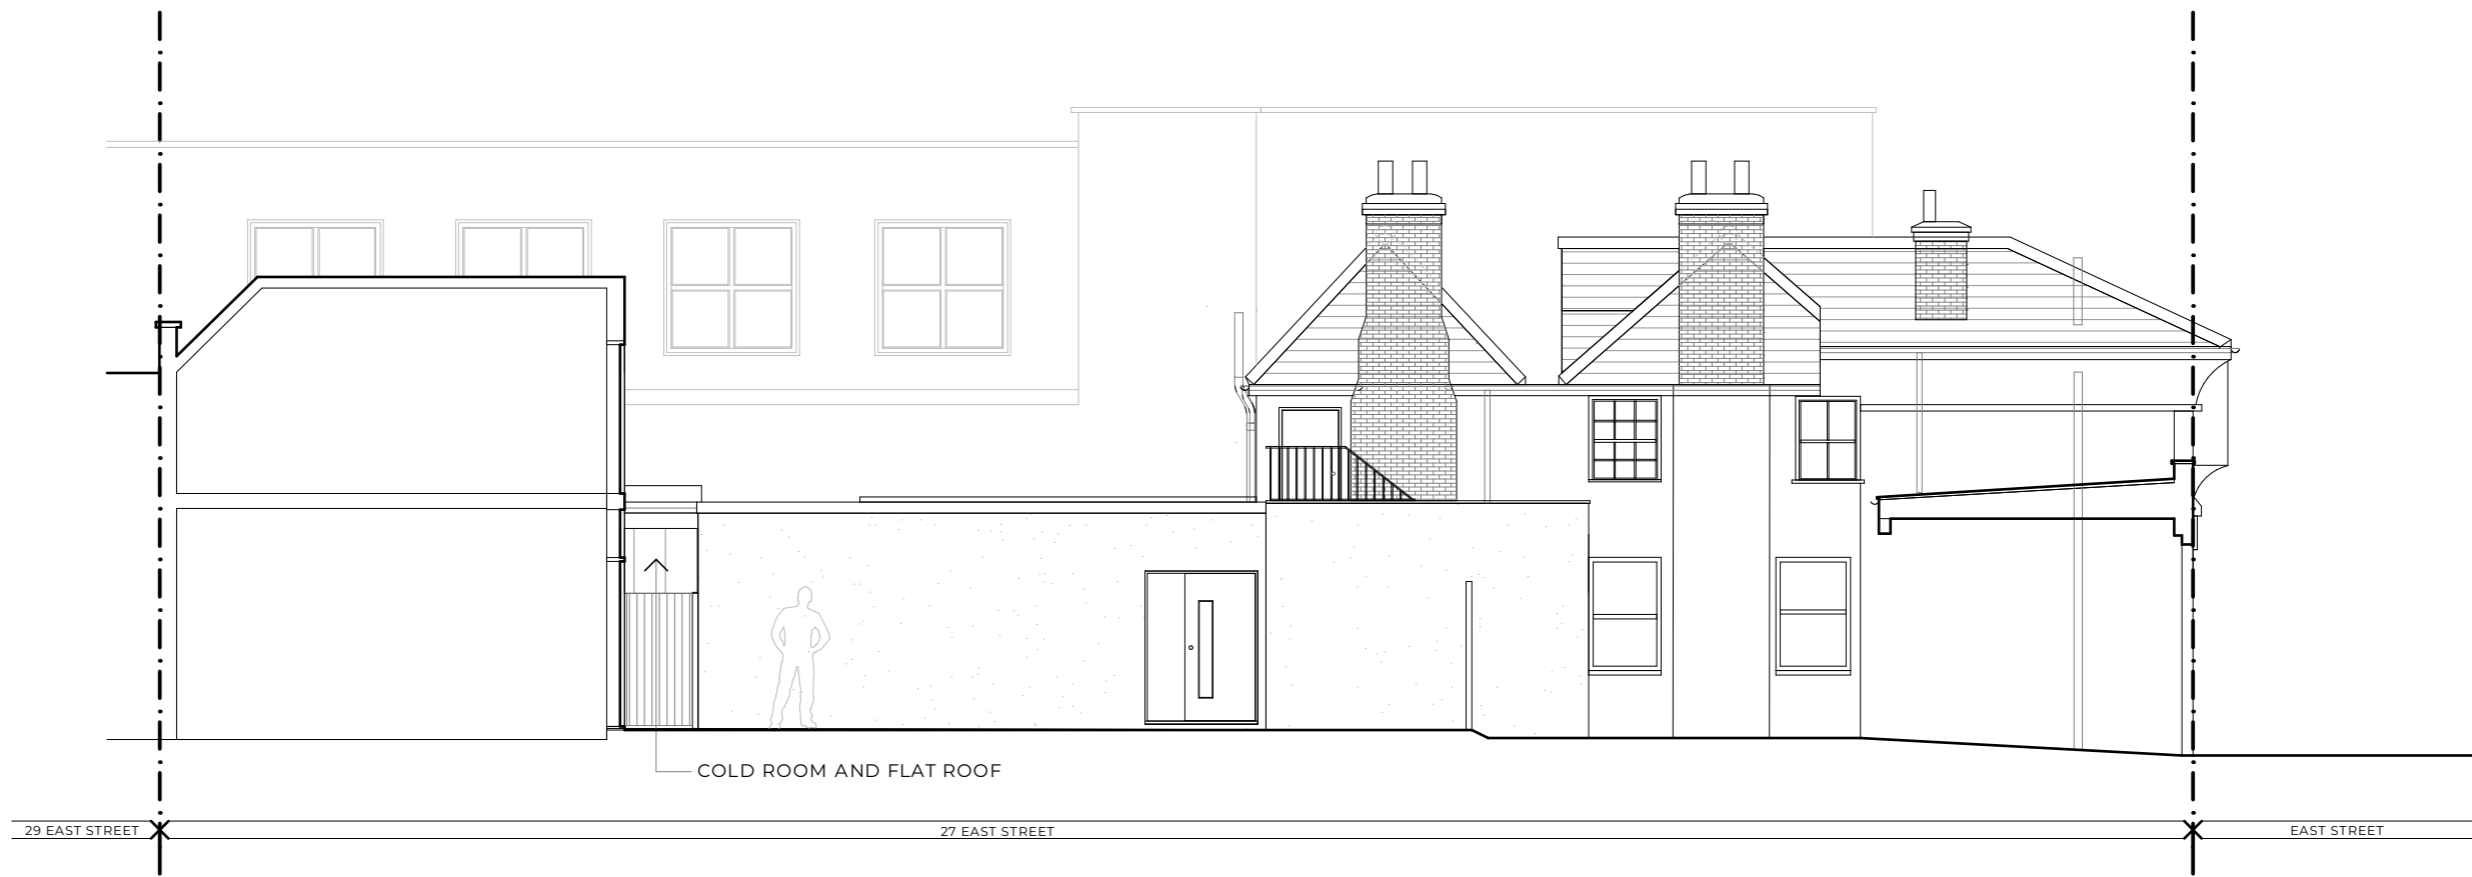 COLD ROOM AND FLAT ROOF
29 EAST STREET
27 EAST STREET
EAST STREET